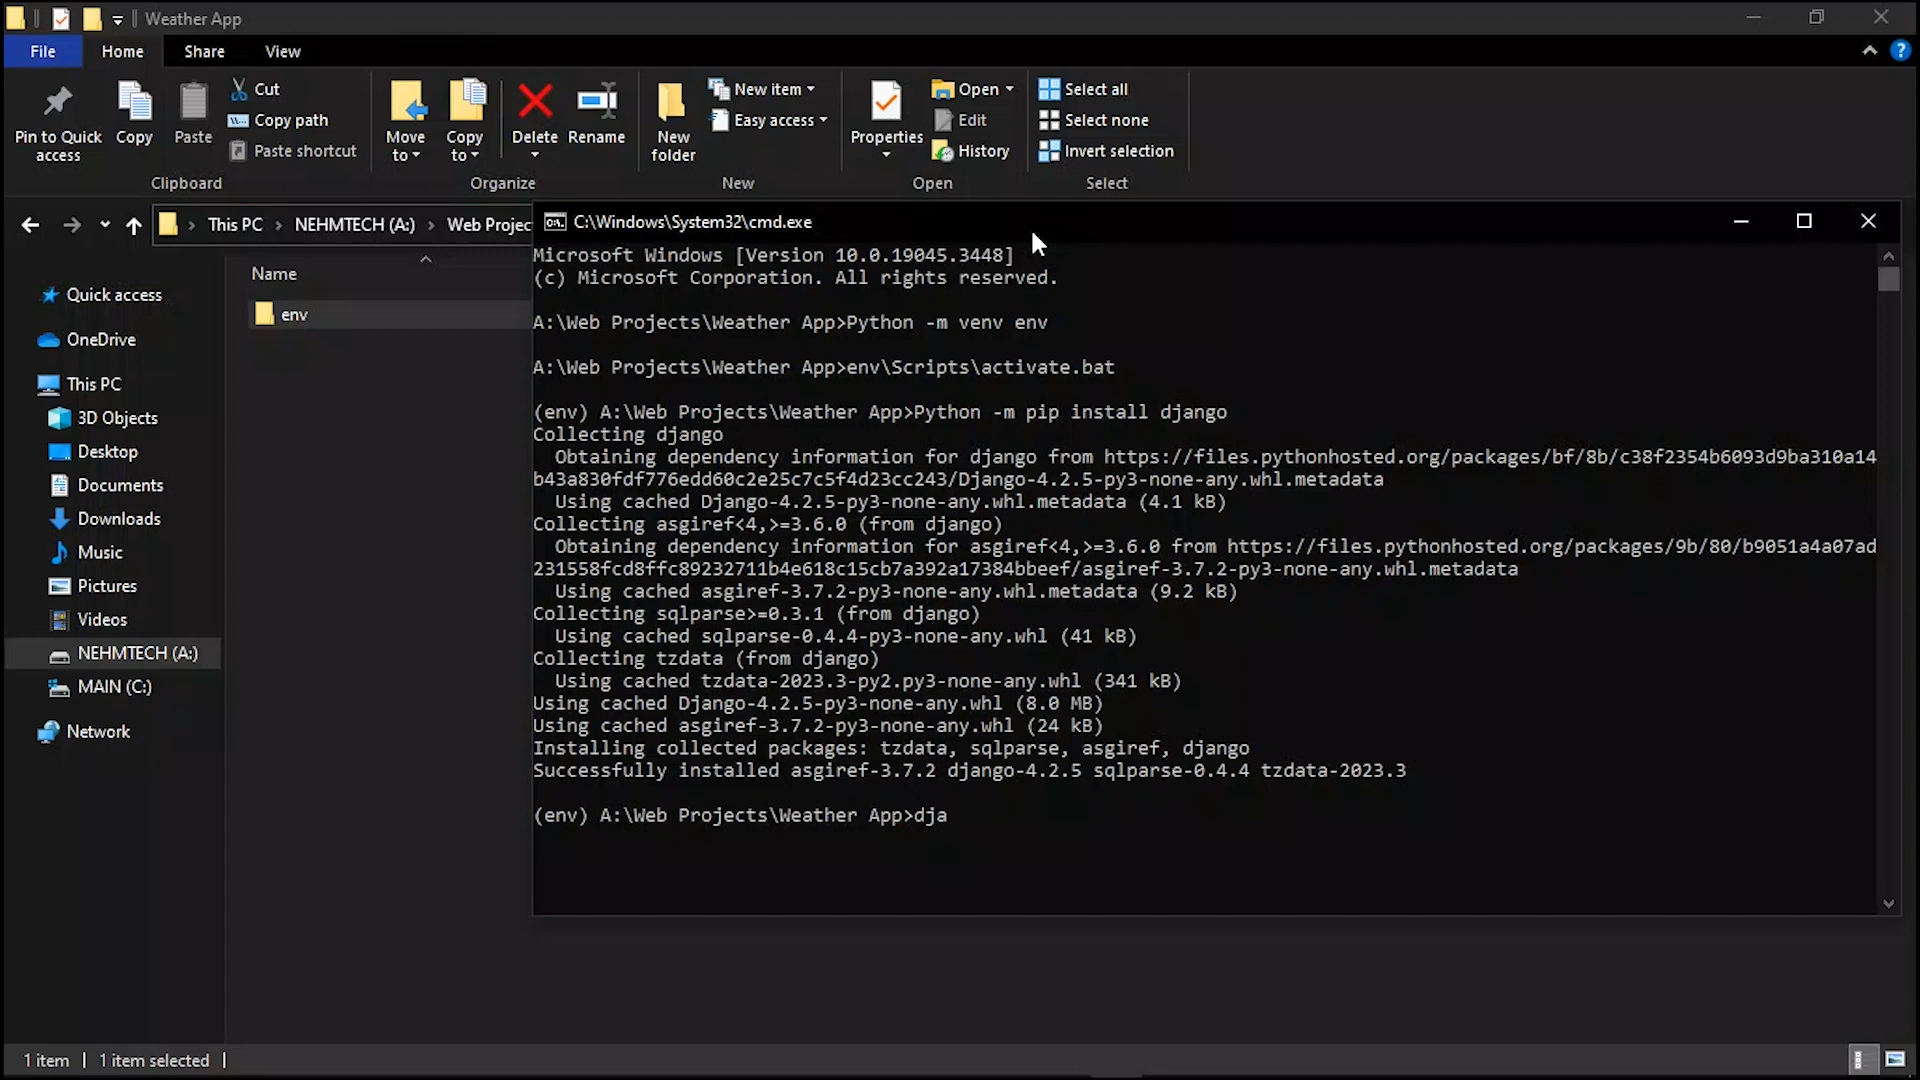 Weather App
File Home Share View
Pin to Quick access
Copy
Paste
Cut
Copy path
Paste shortcut
Clipboard
Move to
Copy to
Delete
Rename
Organize
New folder
New item
Easy access
New
Properties
Open
Edit
History
Open
Select all
Select none
Invert selection
Select
This PC > NEHMTECH (A:) > Web Projec
Name
env
Quick access
OneDrive
This PC
3D Objects
Desktop
Documents
Downloads
Music
Pictures
Videos
NEHMTECH (A:)
MAIN (C:)
Network
C:\Windows\System32\cmd.exe
Microsoft Windows [Version 10.0.19045.3448]
(c) Microsoft Corporation. All rights reserved.
A:\Web Projects\Weather App>Python -m venv env
A:\Web Projects\Weather App>env\Scripts\activate.bat
(env) A:\Web Projects\Weather App>Python -m pip install django
Collecting django
Obtaining dependency information for django from https://files.pythonhosted.org/packages/bf/8b/c38f2354b6093d9ba310a14
b43a830fdf776edd60c2e25c7c5f4d23cc243/Django-4.2.5-py3-none-any.whl.metadata
Using cached Django-4.2.5-py3-none-any.whl.metadata (4.1 kB)
Collecting asgiref<4,>=3.6.0 (from django)
Obtaining dependency information for asgiref<4,>=3.6.0 from https://files.pythonhosted.org/packages/9b/80/b9051a4a07ad
231558fcd8ffc89232711b4e618c15cb7a392a17384bbeef/asgiref-3.7.2-py3-none-any.whl.metadata
Using cached asgiref-3.7.2-py3-none-any.whl.metadata (9.2 kB)
Collecting sqlparse>=0.3.1 (from django)
Using cached sqlparse-0.4.4-py3-none-any.whl (41 kB)
Collecting tzdata (from django)
Using cached tzdata-2023.3-py2.py3-none-any.whl (341 kB)
Using cached Django-4.2.5-py3-none-any.whl (8.0 MB)
Using cached asgiref-3.7.2-py3-none-any.whl (24 kB)
Installing collected packages: tzdata, sqlparse, asgiref, django
Successfully installed asgiref-3.7.2 django-4.2.5 sqlparse-0.4.4 tzdata-2023.3
(env) A:\Web Projects\Weather App>dja
1 item | 1 item selected |